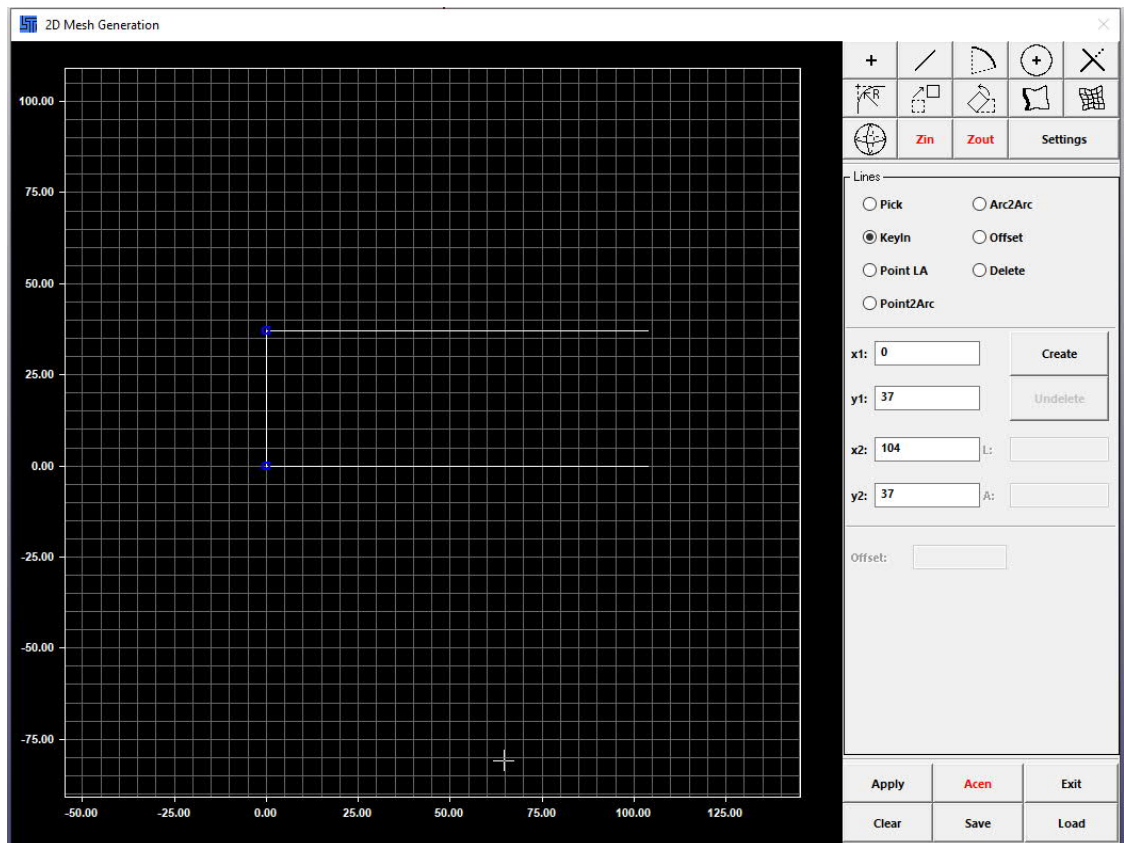 2D Mesh Generation
R
Zin
Zout
Settings
Lines
Pick
Arc2Arc
KeyIn
Offset
Point LA
Delete
Point2Arc
x1: 0
Create
y1: 37
Undelete
x2: 104
L:
y2: 37
A:
Offset:
Apply
Acen
Exit
Clear
Save
Load
100.00
75.00
50.00
25.00
0.00
-25.00
-50.00
-75.00
-50.00
-25.00
0.00
25.00
50.00
75.00
100.00
125.00